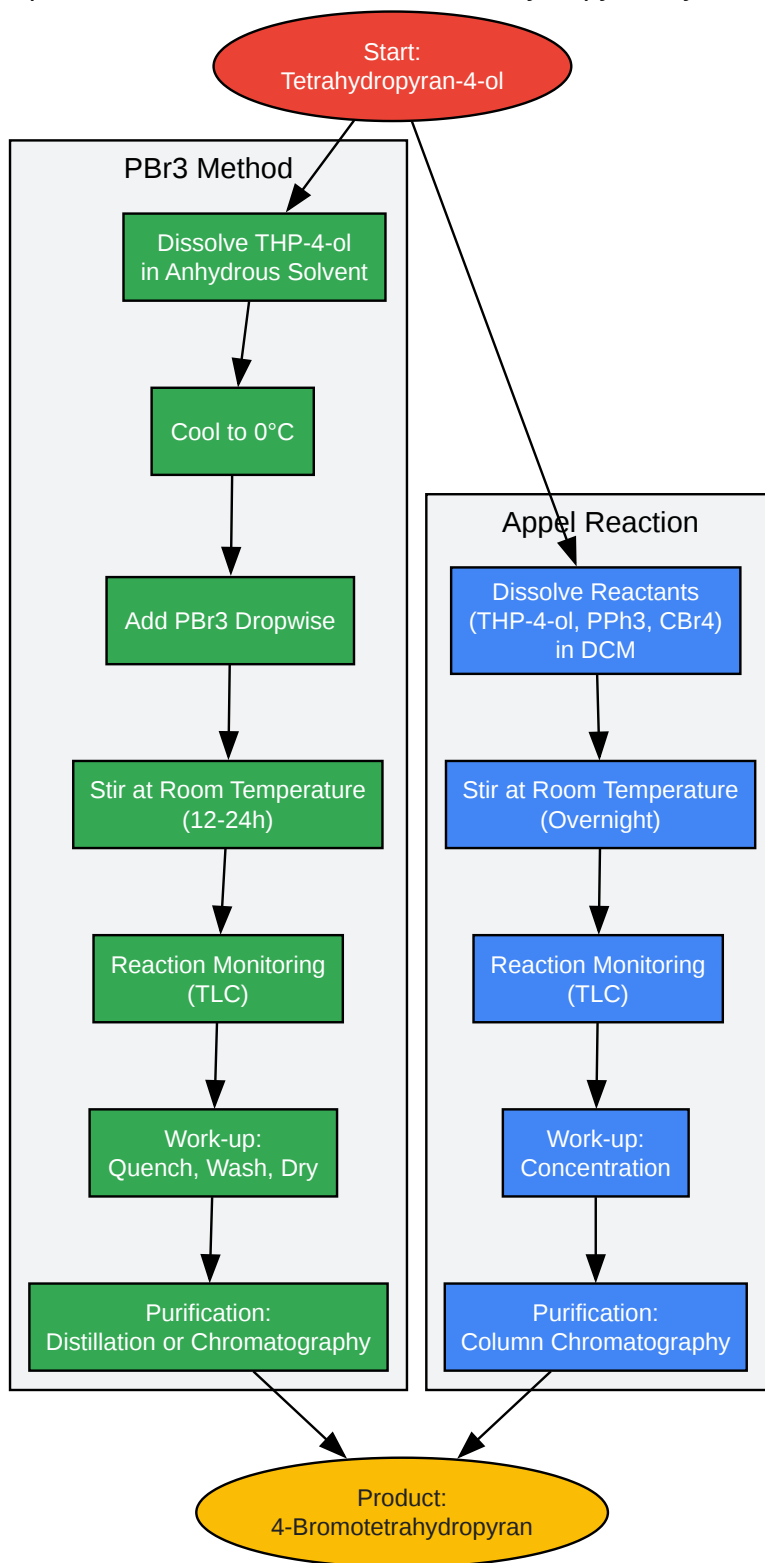 Start:
Tetrahydropyran-4-ol
PBr3 Method
Dissolve THP-4-ol
in Anhydrous Solvent
Cool to 0°C
Add PBr3 Dropwise
Stir at Room Temperature
(12-24h)
Reaction Monitoring
(TLC)
Work-up:
Quench, Wash, Dry
Purification:
Distillation or Chromatography
Appel Reaction
Dissolve Reactants
(THP-4-ol, PPh3, CBr4)
in DCM
Stir at Room Temperature
(Overnight)
Reaction Monitoring
(TLC)
Work-up:
Concentration
Purification:
Column Chromatography
Product:
4-Bromotetrahydropyran